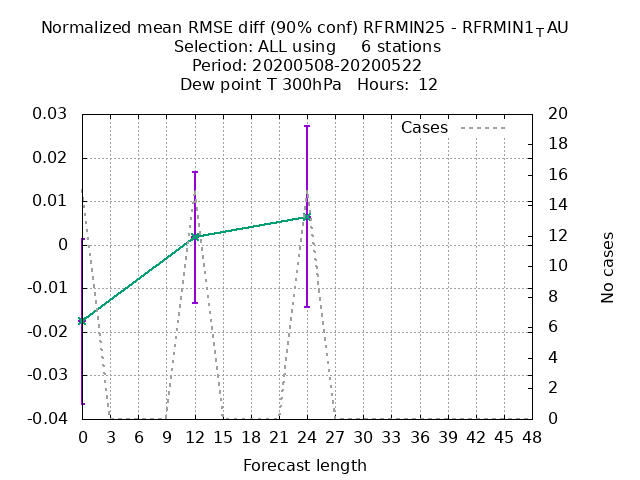 Normalized mean RMSE diff (90% conf) RFRMIN25 - RFRMIN1TAU
Selection: ALL using     6 stations
Period: 20200508-20200522
Dew point T 300hPa   Hours:  12
0.03 20
Cases
18
0.02
16
0.01 14
0 12
10
-0.01
8
No cases
-0.02 6
4
-0.03
2
-0.04 0
0 3 6 9 12 15 18 21 24 27 30 33 36 39 42 45 48
Forecast length